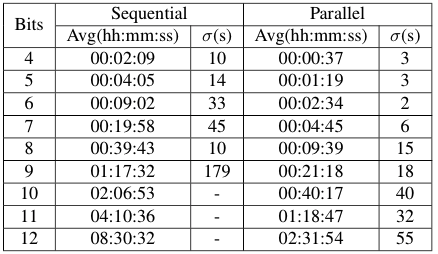 Bits Sequential Parallel
Avg(hh:mm:ss) σ(s) Avg(hh:mm:ss) σ(s)
4 00:02:09 10 00:00:37 3
5 00:04:05 14 00:01:19 3
6 00:09:02 33 00:02:34 2
7 00:19:58 45 00:04:45 6
8 00:39:43 10 00:09:39 15
9 01:17:32 179 00:21:18 18
10 02:06:53 - 00:40:17 40
11 04:10:36 - 01:18:47 32
12 08:30:32 - 02:31:54 55